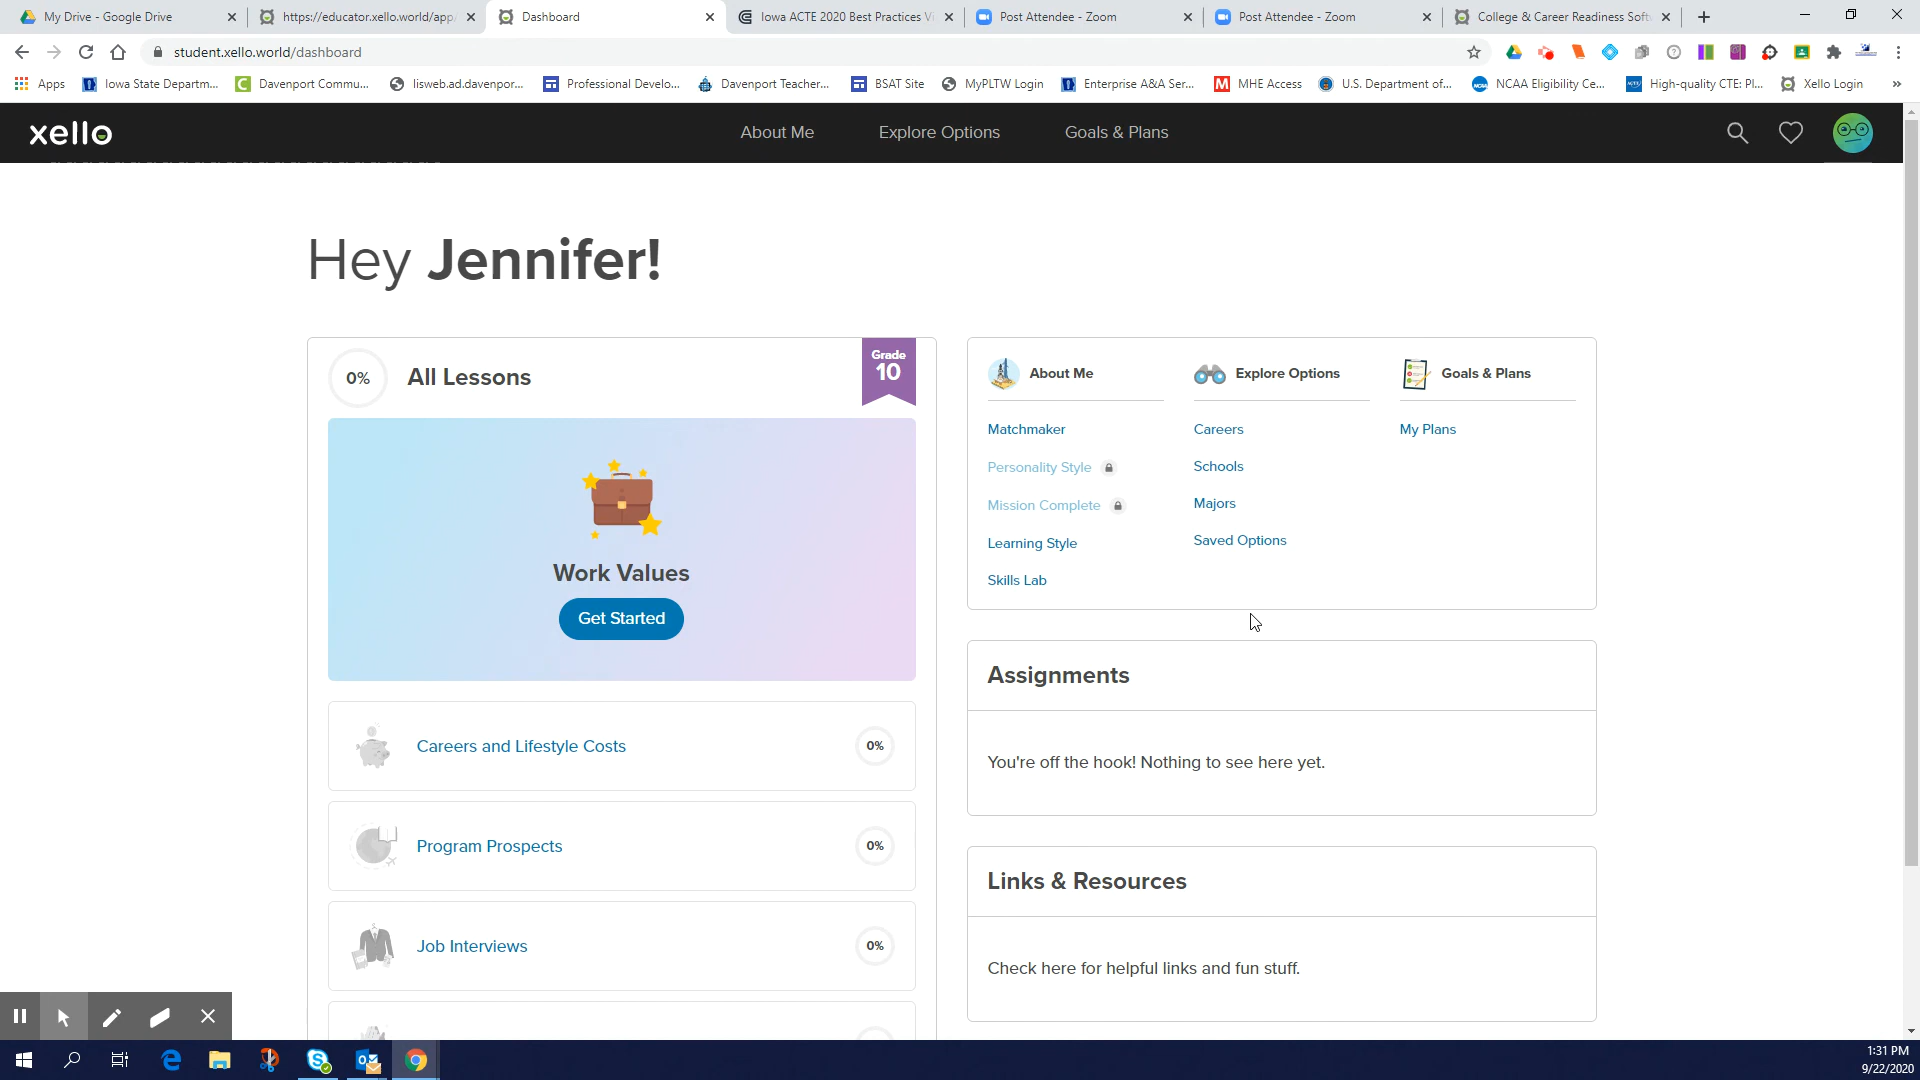 My Drive - Google Drive
https://educator.xello.world/app/
Dashboard
Iowa ACTE 2020 Best Practices Vi
Post Attendee - Zoom
Post Attendee - Zoom
College & Career Readiness Softw
student.xello.world/dashboard
Apps
Iowa State Departm...
Davenport Commu...
lisweb.ad.davenpor...
Professional Develo...
Davenport Teacher...
BSAT Site
MyPLTW Login
Enterprise A&A Ser...
MHE Access
U.S. Department of...
NCAA Eligibility Ce...
High-quality CTE: Pl...
Xello Login
»
xello
About Me
Explore Options
Goals & Plans
Hey Jennifer!
0%
All Lessons
Grade
10
Work Values
Get Started
Careers and Lifestyle Costs
0%
Program Prospects
0%
Job Interviews
0%
About Me
Matchmaker
Personality Style
Mission Complete
Learning Style
Skills Lab
Explore Options
Careers
Schools
Majors
Saved Options
Goals & Plans
My Plans
Assignments
You're off the hook! Nothing to see here yet.
Links & Resources
Check here for helpful links and fun stuff.
1:31 PM
9/22/2020